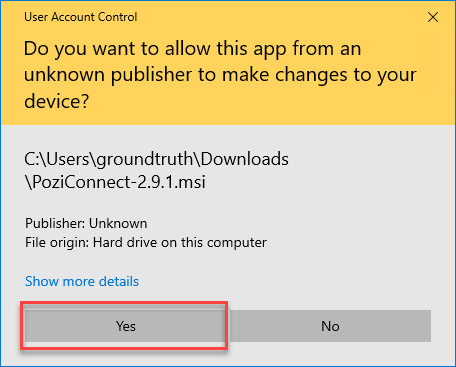 User Account Control
Do you want to allow this app from an
unknown publisher to make changes to your
device?
C:\Users\groundtruth\Downloads
\PoziConnect-2.9.1.msi
Publisher: Unknown
File origin: Hard drive on this computer
Show more details
Yes
No